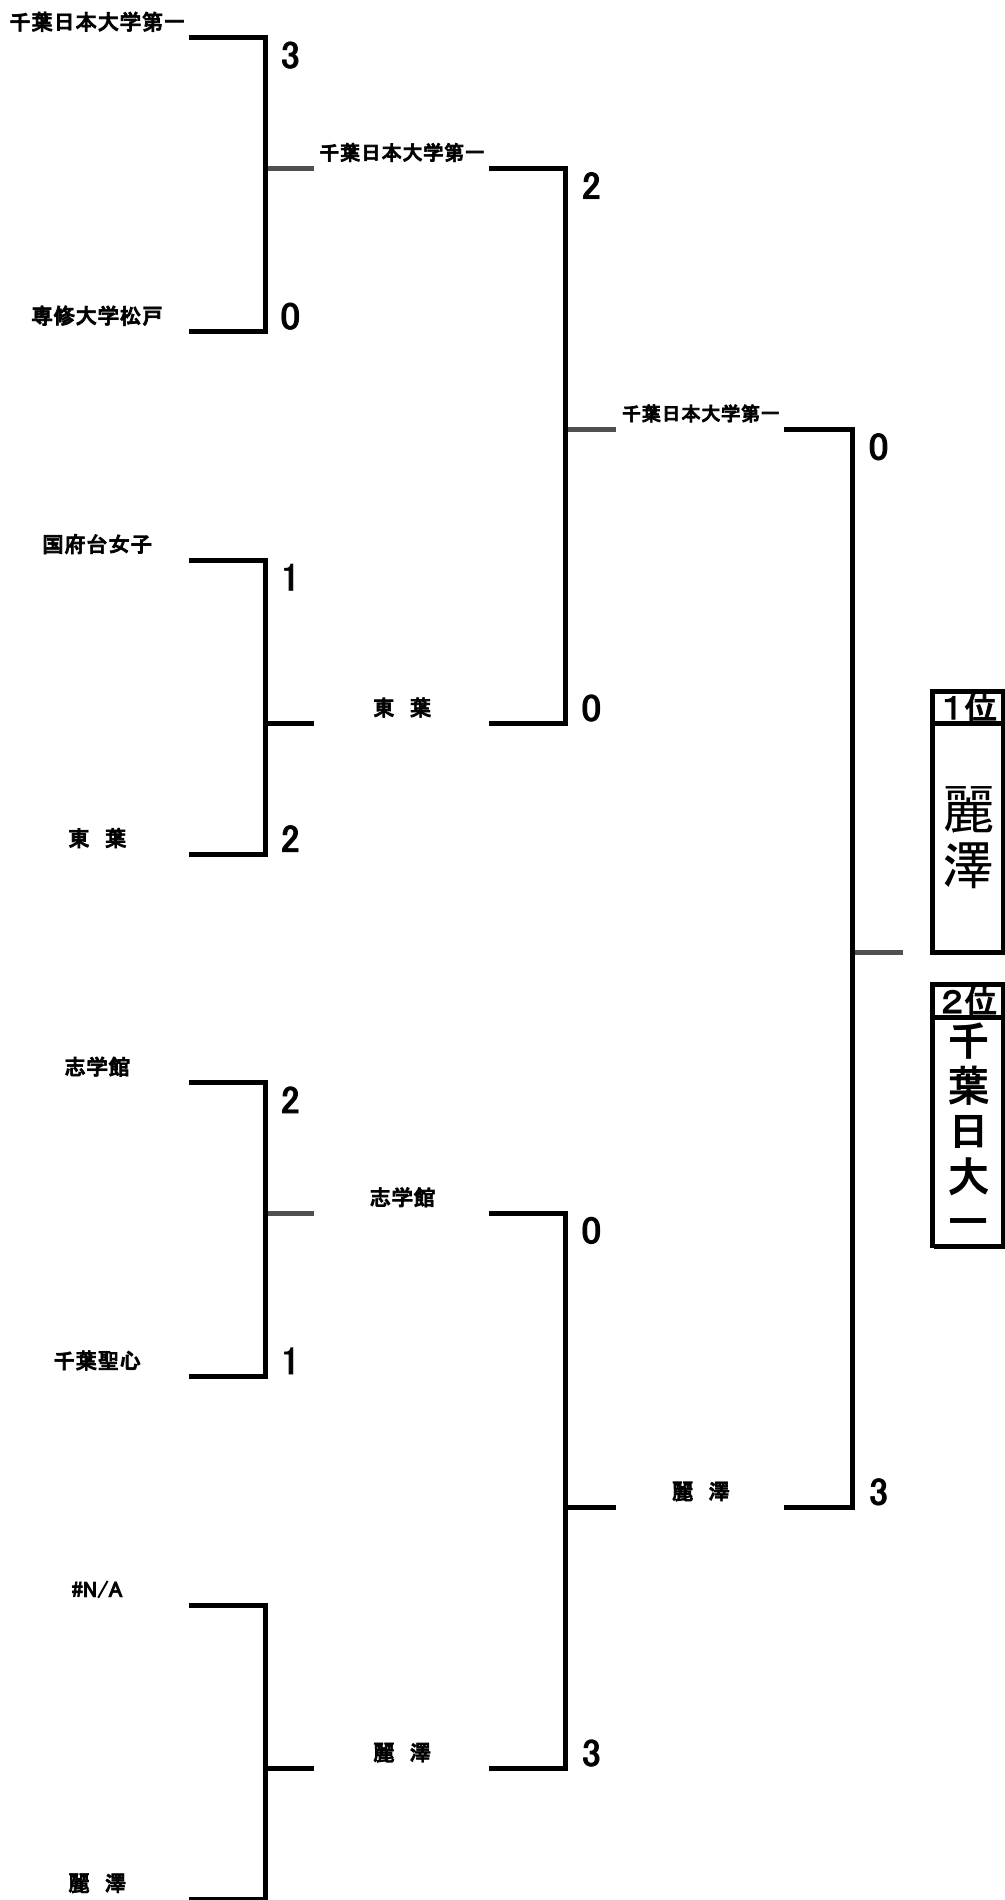 千葉日本大学第一
3
千葉日本大学第一
2
専修大学松戸
0
千葉日本大学第一
0
国府台女子
1
東 葉
0
1位
麗澤
東 葉
2
2位
千葉日大一
志学館
2
志学館
0
千葉聖心
1
麗 澤
3
#N/A
麗 澤
3
麗 澤